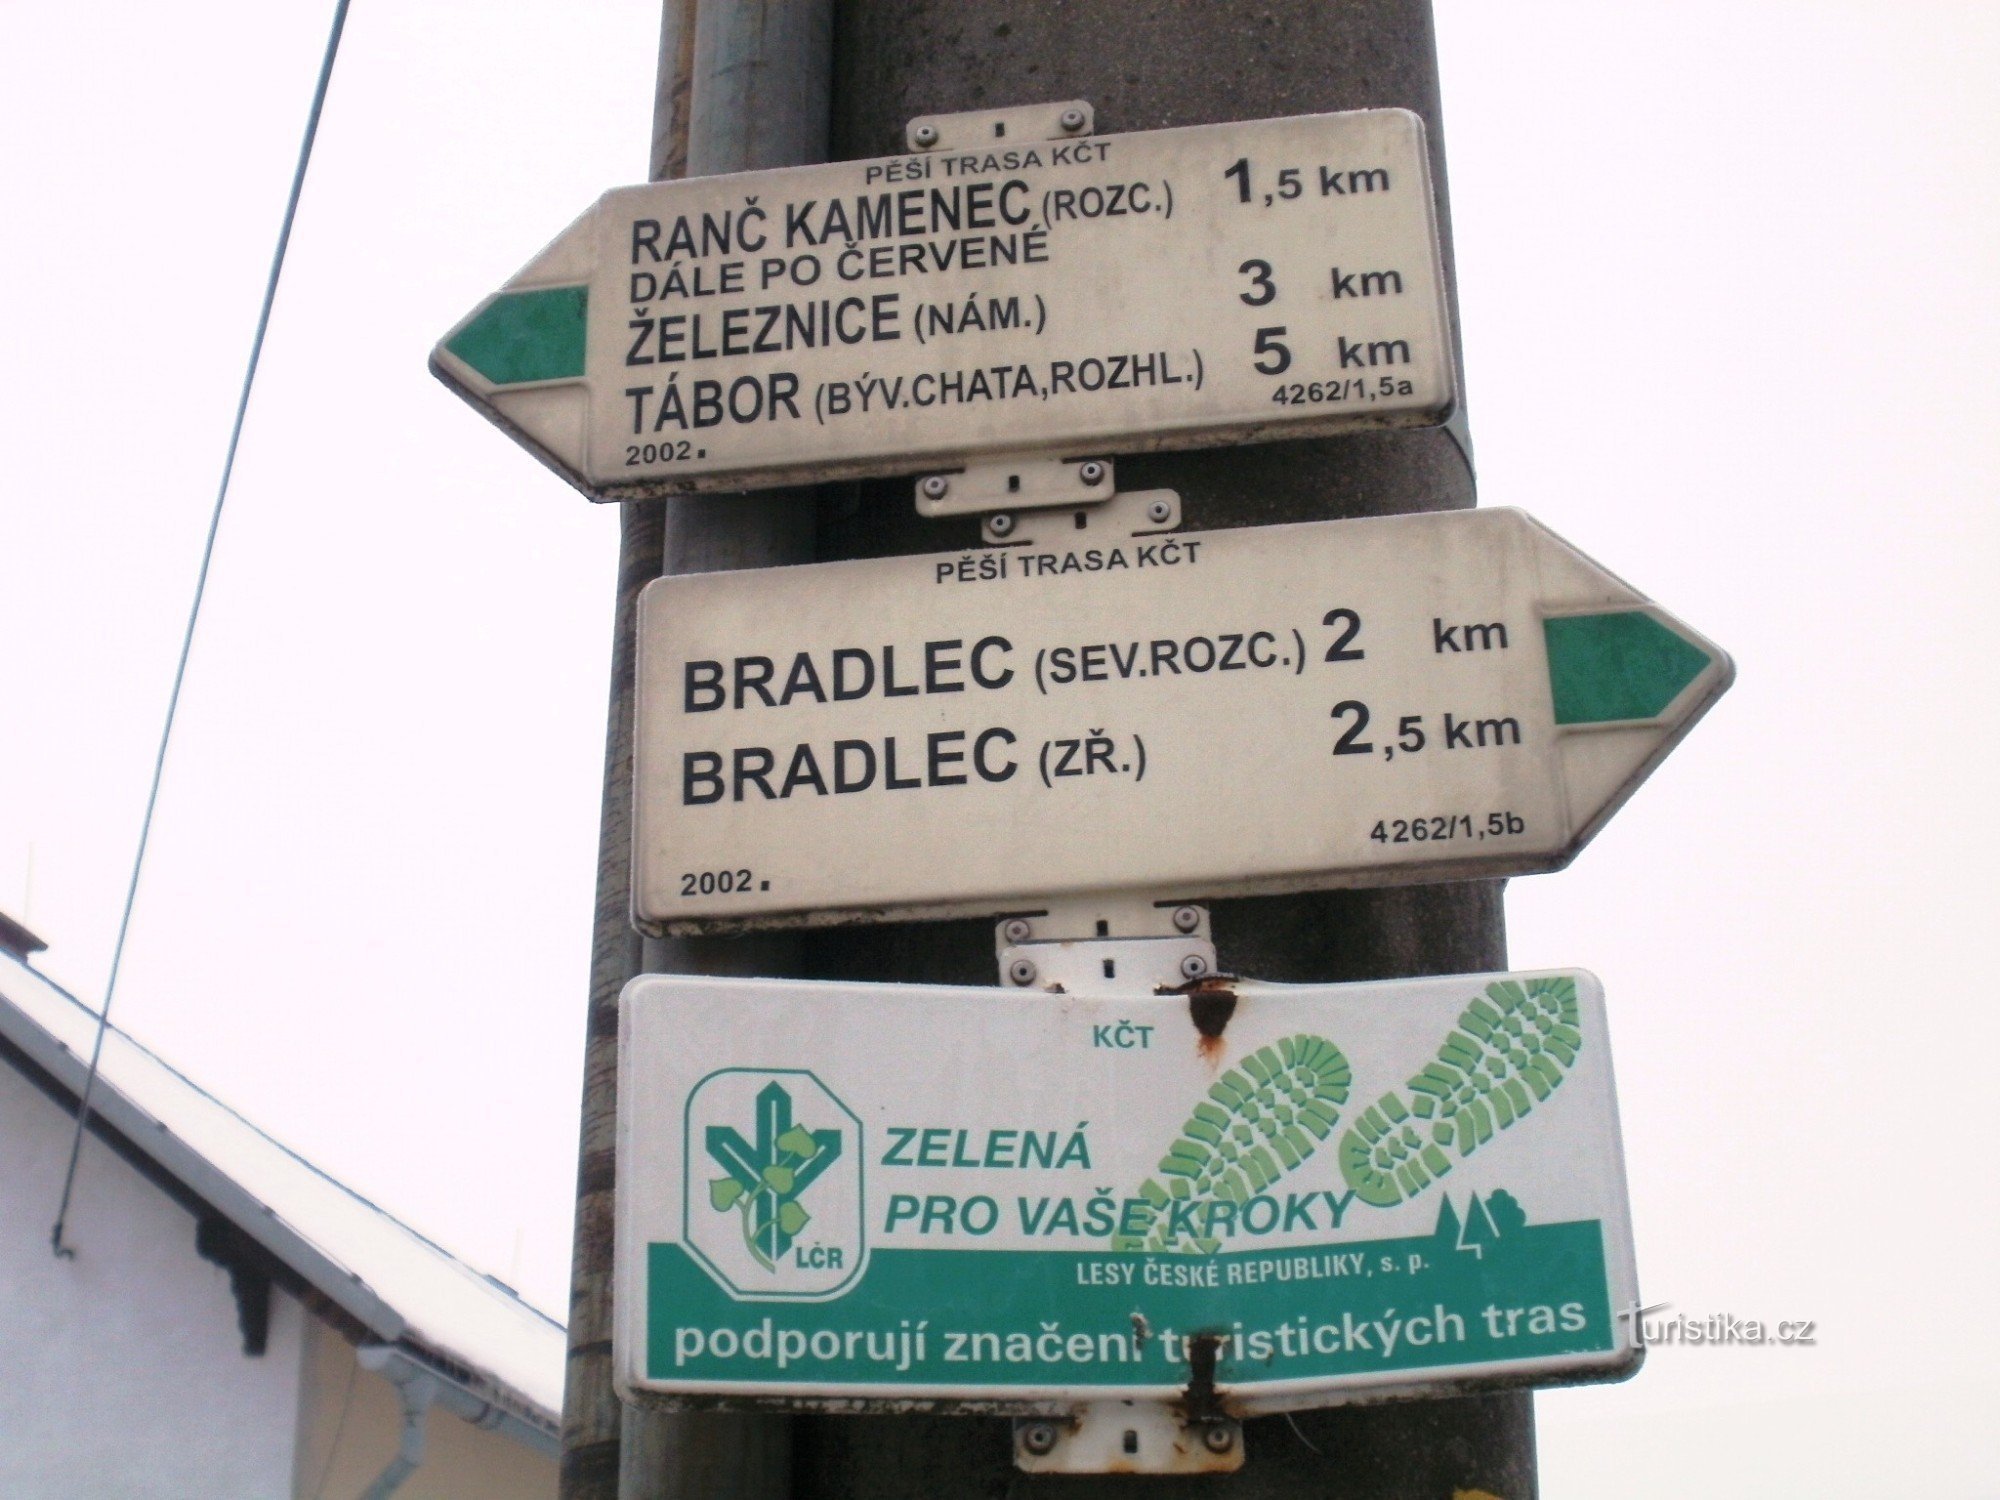 PĚŠÍ TRASA KČT
RANČ KAMENEC (ROZC.) 1,5 km
DÁLE PO ČERVENÉ
ŽELEZNICE (NÁM.) 3 km
TÁBOR (BÝV.CHATA,ROZHL.) 5 km
2002. 4262/1,5a
PĚŠÍ TRASA KČT
BRADLEC (SEV.ROZC.) 2 km
BRADLEC (ZŘ.) 2,5 km
2002. 4262/1,5b
KČT
ZELENÁ
PRO VAŠE KROKY
LČR
LESY ČESKÉ REPUBLIKY, s. p.
podporují značení turistických tras
Turistika.cz